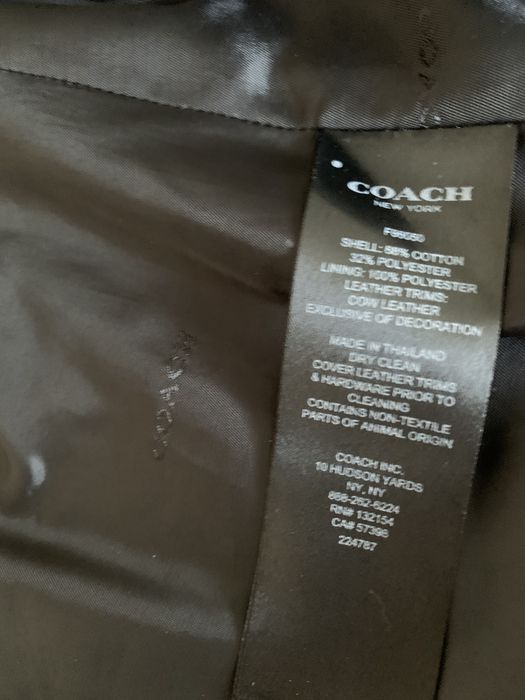 COACH
NEW YORK
SHELL: 68% COTTON
32% POLYESTER
LINING: 100% POLYESTER
LEATHER TRIMS:
COW LEATHER
EXCLUSIVE OF DECORATION
MADE IN THAILAND
DRY CLEAN
COVER LEATHER TRIMS
& HARDWARE PRIOR TO
CLEANING
CONTAINS NON-TEXTILE
PARTS OF ANIMAL ORIGIN
COACH INC.
10 HUDSON YARDS
NY, NY
888-262-6224
RN# 132154
CA# 57398
224787